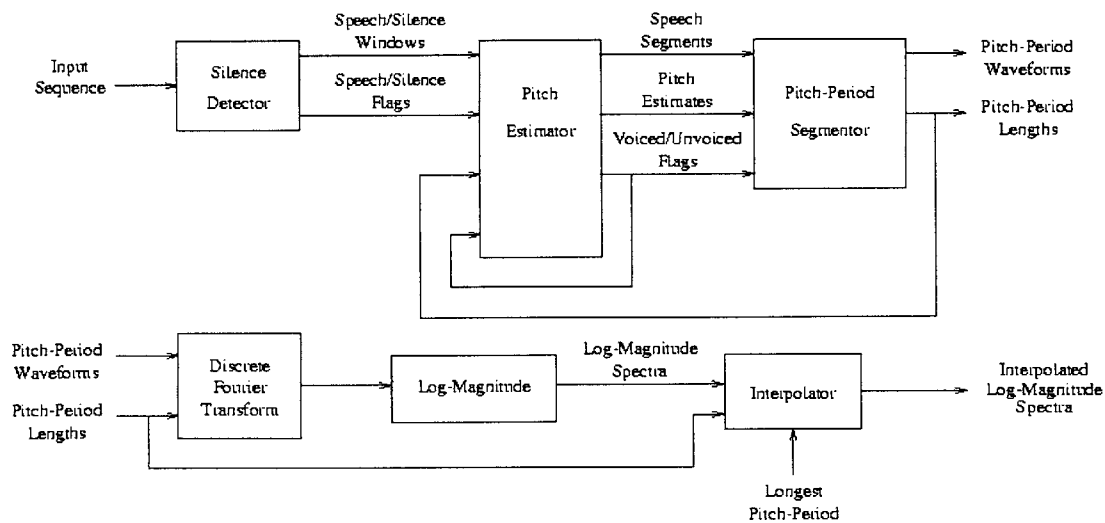 Speech/Silence
Windows
Speech
Segments
Input
Sequence
Silence
Detector
Speech/Silence
Flags
Pitch
Estimator
Pitch
Estimates
Pitch-Period
Segmentor
Pitch-Period
Waveforms
Pitch-Period
Lengths
Voiced/Unvoiced
Flags
Pitch-Period
Waveforms
Pitch-Period
Lengths
Discrete
Fourier
Transform
Log-Magnitude
Log-Magnitude
Spectra
Interpolator
Interpolated
Log-Magnitude
Spectra
Longest
Pitch-Period